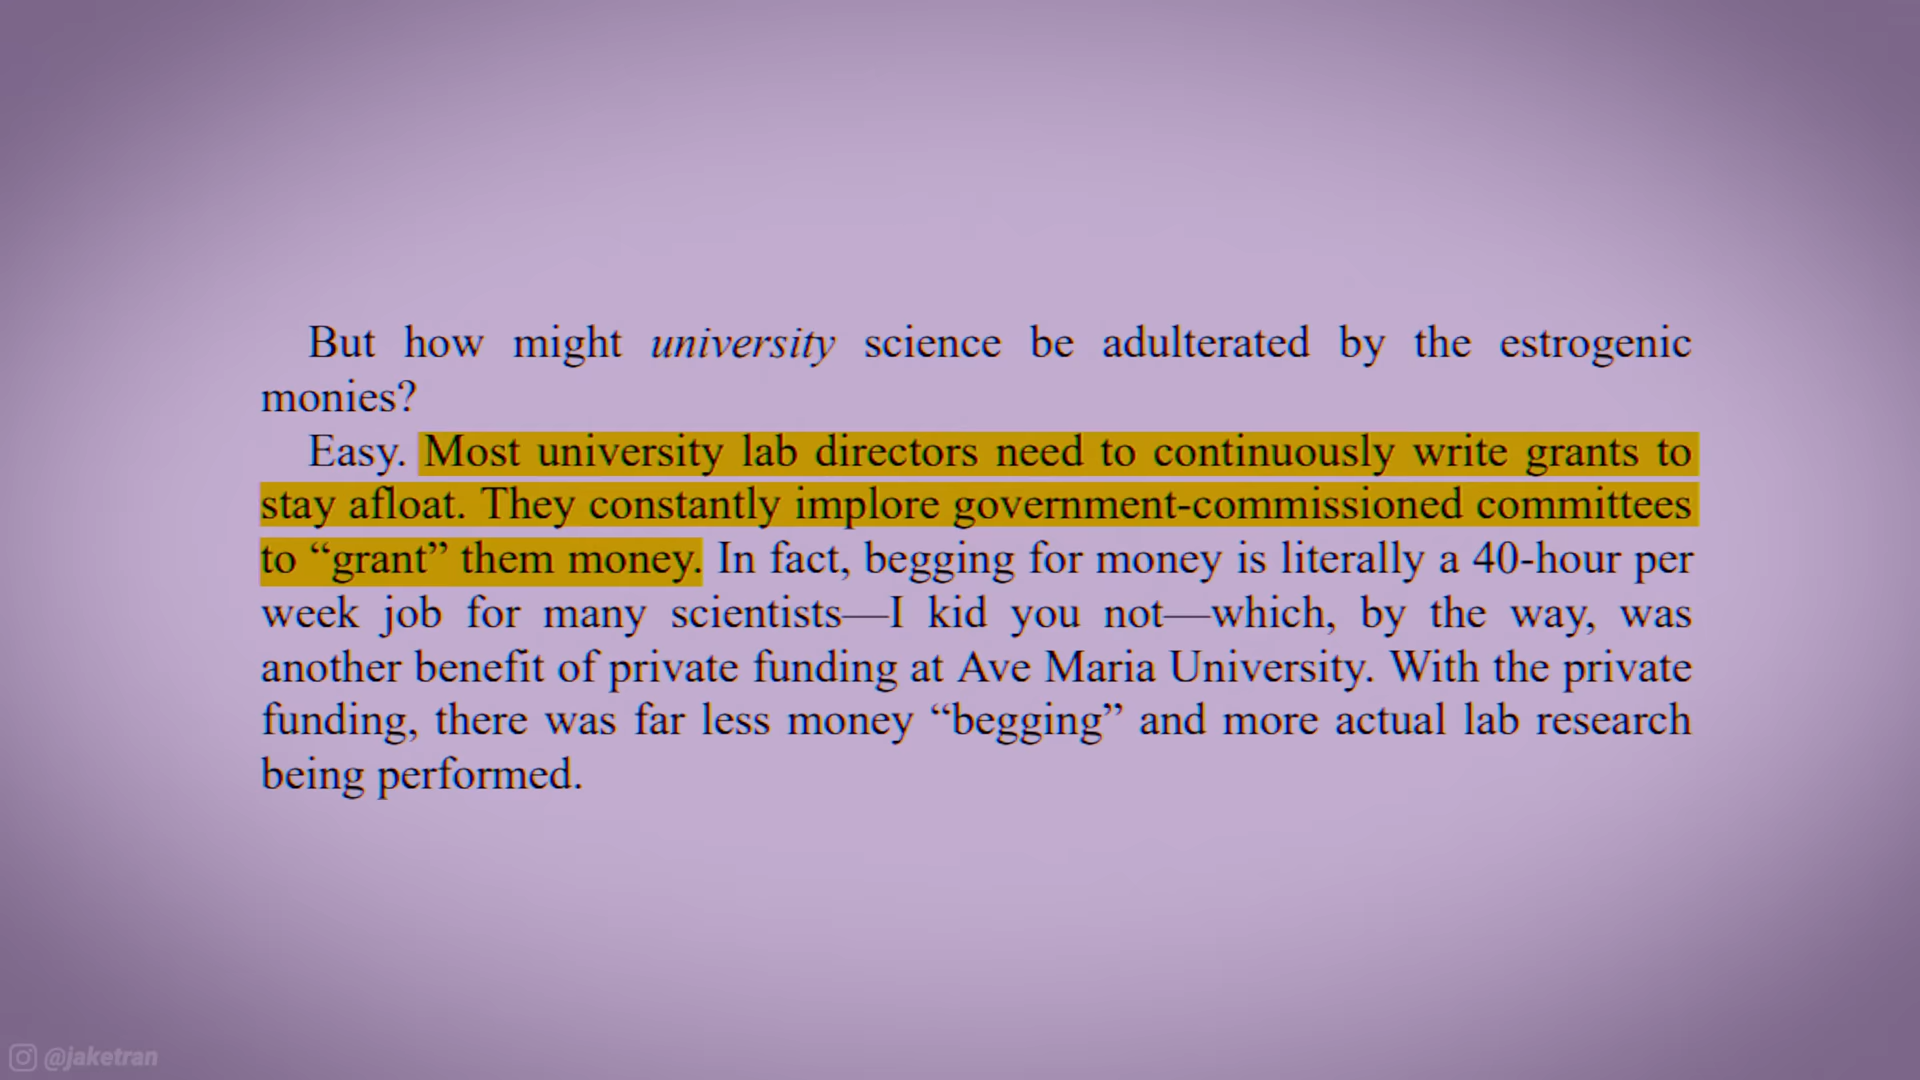 But how might university science be adulterated by the estrogenic
monies?
Easy. Most university lab directors need to continuously write grants to
stay afloat. They constantly implore government-commissioned committees
to “grant” them money. In fact, begging for money is literally a 40-hour per
week job for many scientists—I kid you not—which, by the way, was
another benefit of private funding at Ave Maria University. With the private
funding, there was far less money “begging” and more actual lab research
being performed.
@jaketran